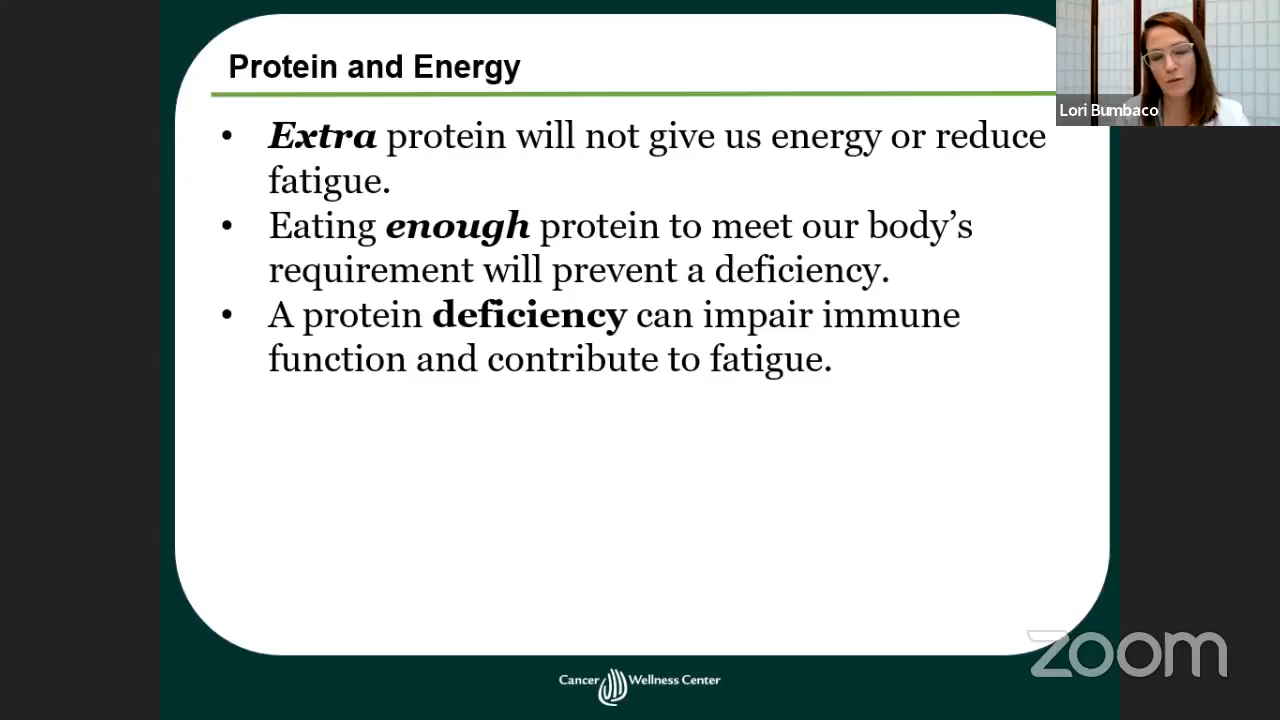 Protein and Energy
Lori Bumbaco
• Extra protein will not give us energy or reduce
fatigue.
• Eating enough protein to meet our body’s
requirement will prevent a deficiency.
• A protein deficiency can impair immune
function and contribute to fatigue.
zoom
Cancer Wellness Center